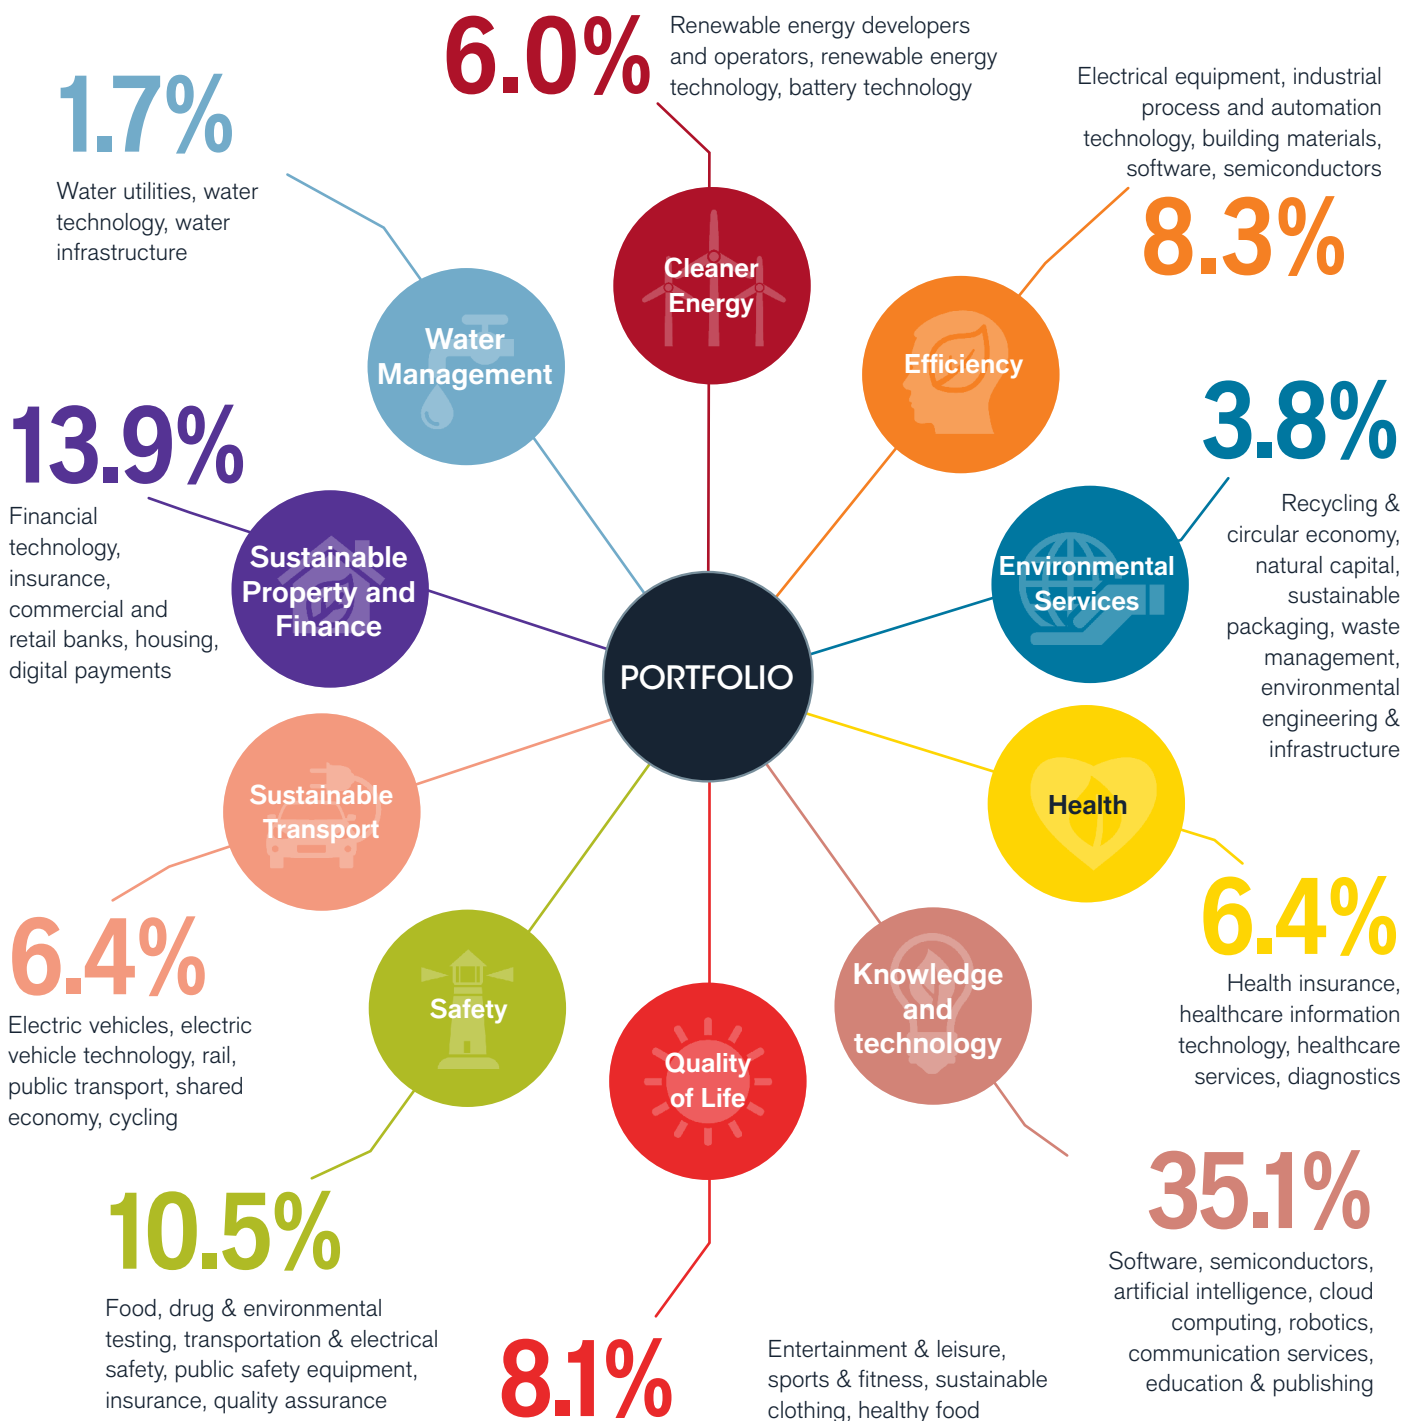 6.0%
Renewable energy developers
and operators, renewable energy
technology, battery technology
1.7%
Water utilities, water
technology, water
infrastructure
Electrical equipment, industrial
process and automation
technology, building materials,
software, semiconductors
8.3%
Cleaner
Energy
Water
Management
Efficiency
13.9%
Financial
technology,
insurance,
commercial and
retail banks, housing,
digital payments
Sustainable
Property and
Finance
3.8%
Recycling &
circular economy,
natural capital,
sustainable
packaging, waste
management,
environmental
engineering &
infrastructure
Environmental
Services
PORTFOLIO
Sustainable
Transport
Health
6.4%
Electric vehicles, electric
vehicle technology, rail,
public transport, shared
economy, cycling
6.4%
Health insurance,
healthcare information
technology, healthcare
services, diagnostics
Safety
Quality
of Life
Knowledge
and
technology
10.5%
Food, drug & environmental
testing, transportation & electrical
safety, public safety equipment,
insurance, quality assurance
35.1%
Software, semiconductors,
artificial intelligence, cloud
computing, robotics,
communication services,
education & publishing
8.1%
Entertainment & leisure,
sports & fitness, sustainable
clothing, healthy food